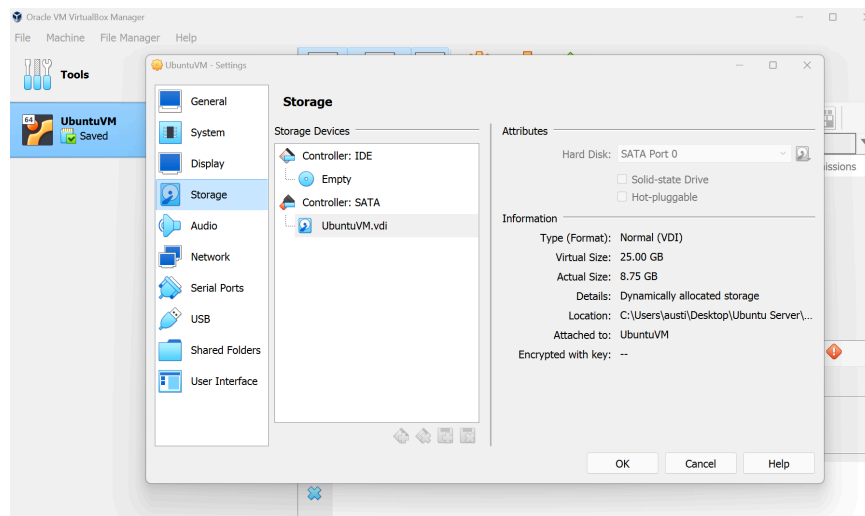 Oracle VM VirtualBox Manager
File Machine File Manager Help
Tools
UbuntuVM - Settings
64
UbuntuVM
Saved
General
System
Display
Storage
Audio
Network
Serial Ports
USB
Shared Folders
User Interface
Storage
Storage Devices
Controller: IDE
Empty
Controller: SATA
UbuntuVM.vdi
Attributes
Hard Disk: SATA Port 0
Solid-state Drive
Hot-pluggable
Information
Type (Format): Normal (VDI)
Virtual Size: 25.00 GB
Actual Size: 8.75 GB
Details: Dynamically allocated storage
Location: C:\Users\austi\Desktop\Ubuntu Server\...
Attached to: UbuntuVM
Encrypted with key: --
OK Cancel Help
issions